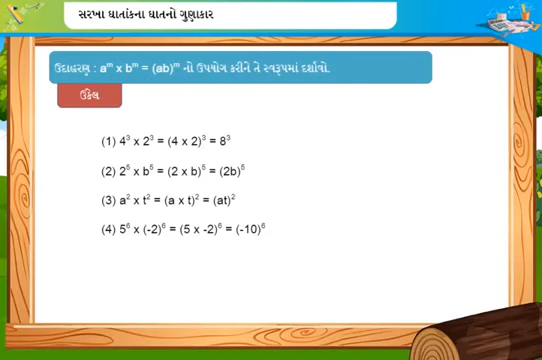 સરખા ઘાતાંકના ઘાતનો ગુણાકાર
ઉદાહરણ : aᵐ x bᵐ = (ab)ᵐ નો ઉપયોગ કરીને તે સ્વરૂપમાં દર્શાવો.
ઉકેલ
(1) 4³ x 2³ = (4 x 2)³ = 8³
(2) 2⁵ x b⁵ = (2 x b)⁵ = (2b)⁵
(3) a² x t² = (a x t)² = (at)²
(4) 5⁶ x (-2)⁶ = (5 x -2)⁶ = (-10)⁶